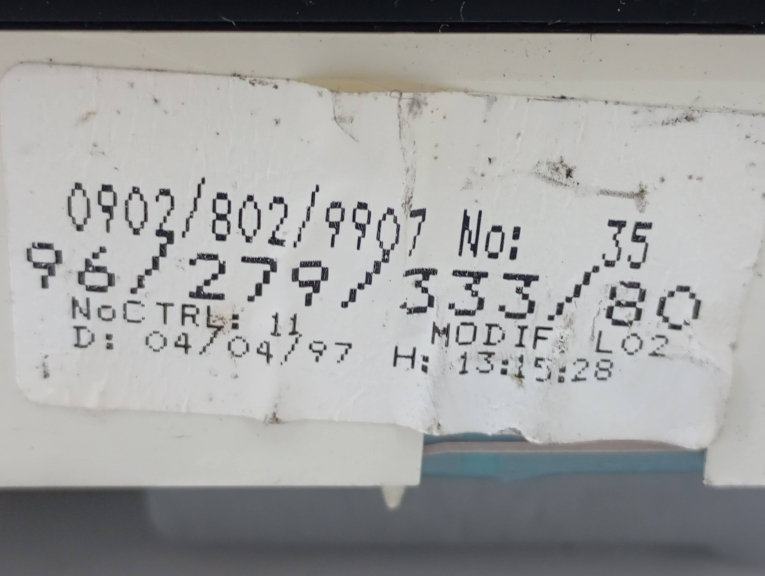 0902/802/9907 No: 35
96/279/333/80
NoCTRL: 11 MODIF. L02
D: 04/04/97 H: 13:15:28